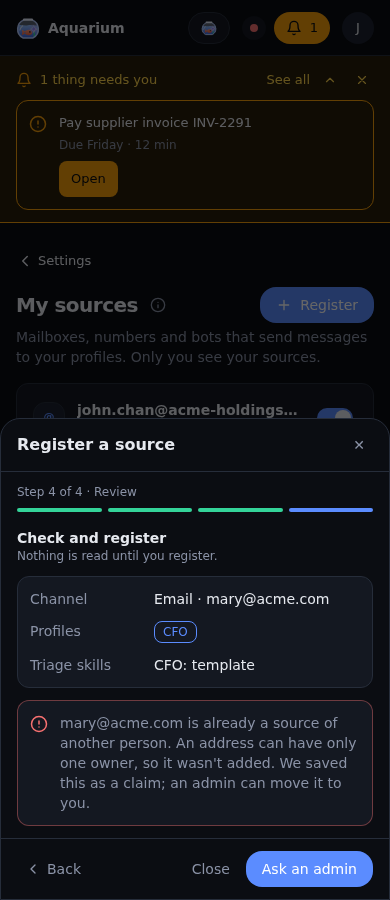 Aquarium
1
J
1 thing needs you
See all
Pay supplier invoice INV-2291
Due Friday · 12 min
Open
Settings
My sources
Register
Mailboxes, numbers and bots that send messages
to your profiles. Only you see your sources.
@
john.chan@acme-holdings...
Register a source
Step 4 of 4 · Review
Check and register
Nothing is read until you register.
Channel
Email · mary@acme.com
Profiles
CFO
Triage skills
CFO: template
mary@acme.com is already a source of
another person. An address can have only
one owner, so it wasn't added. We saved
this as a claim; an admin can move it to
you.
Back
Close
Ask an admin